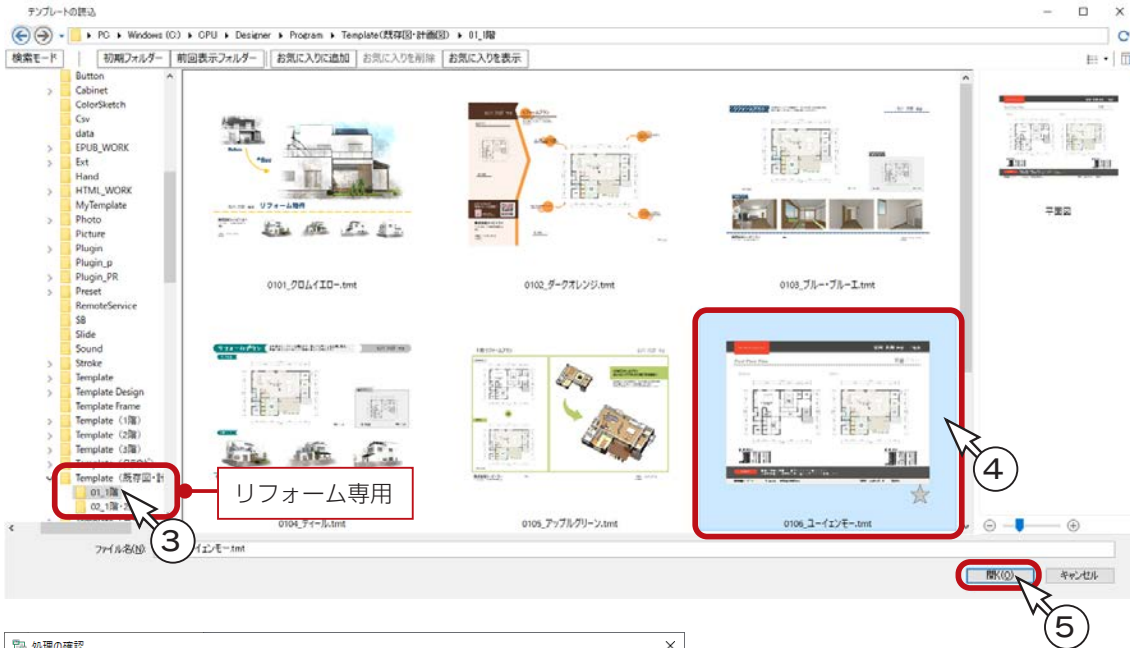 テンプレートの読込
PC ▸ Windows (C:) ▸ CPU ▸ Designer ▸ Program ▸ Template(既存図・計画図) ▸ 01_1階
検索モード 初期フォルダー 前回表示フォルダー お気に入りに追加 お気に入りを削除 お気に入りを表示
Button
Cabinet
ColorSketch
Csv
data
EPUB_WORK
Ext
Hand
HTML_WORK
MyTemplate
Photo
Picture
Plugin
Plugin_p
Plugin_PR
Preset
RemoteService
SB
Slide
Sound
Stroke
Template
Template Design
Template Frame
Template (1階)
Template (2階)
Template (3階)
Template (既存図・計
01_1階
02_1階・2
リフォーム専用
0101_クロムイエロー.tmt
0102_ダークオレンジ.tmt
0103_ブルー・ブルーエ.tmt
0104_ティール.tmt
0105_アップルグリーン.tmt
0106_ユーイェンモー.tmt
平面図
③
④
ファイル名(N):
イェンモー.tmt
開く(O) キャンセル
⑤
処理の確認